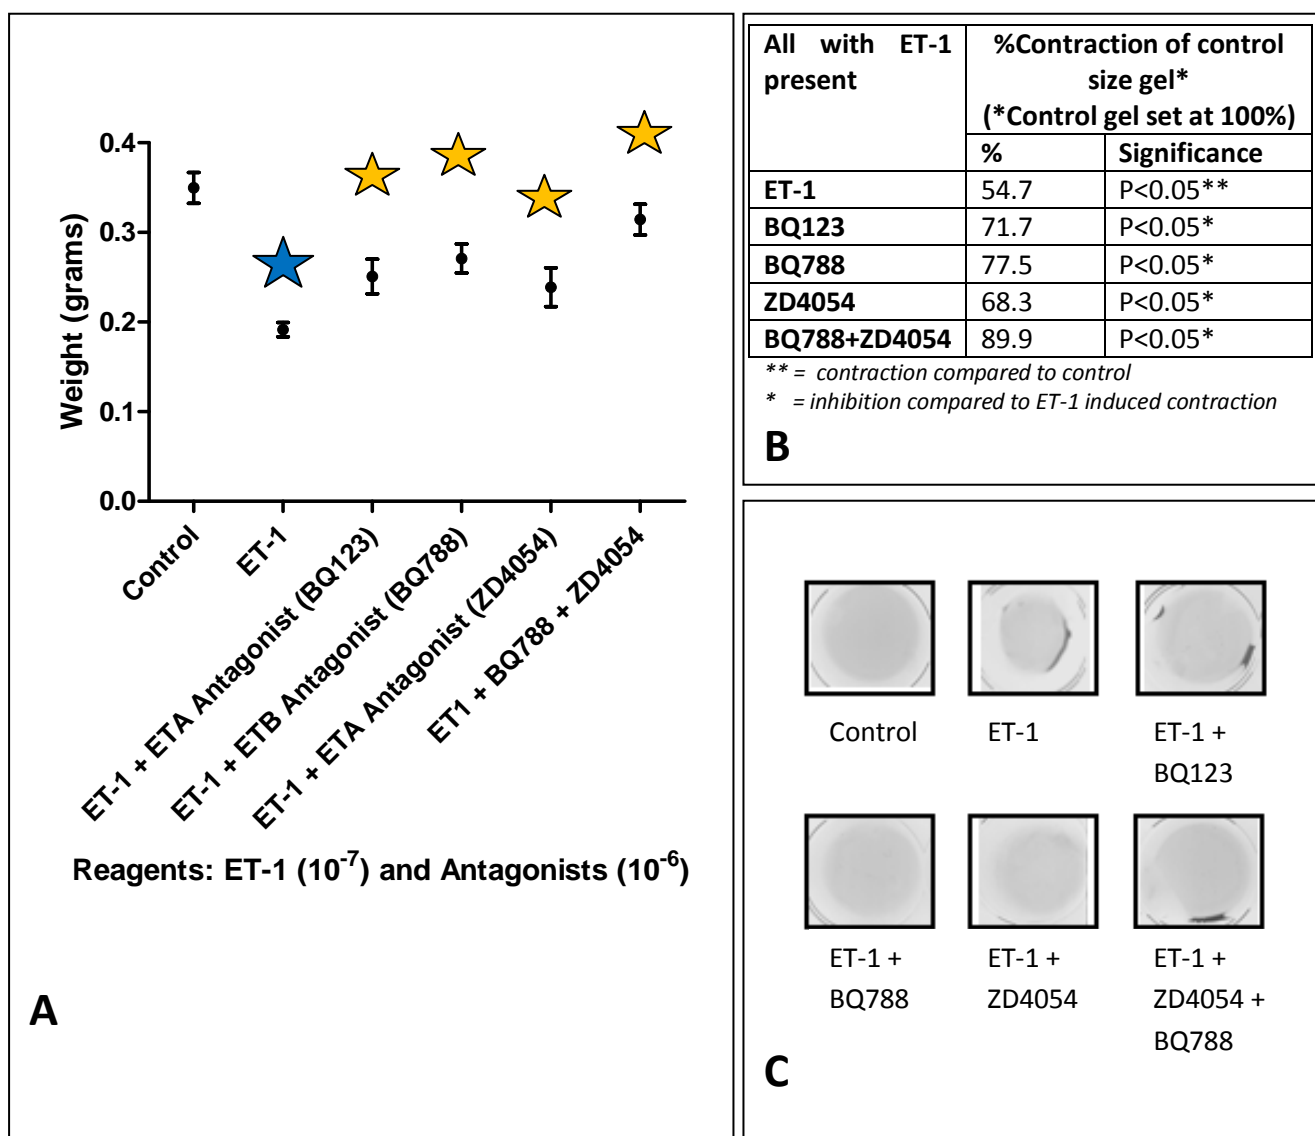 0.4
0.3
0.2
0.1
0.0
Weight (grams)
Control
ET-1
ET-1 + ETA Antagonist (BQ123)
ET-1 + ETB Antagonist (BQ788)
ET-1 + ETA Antagonist (ZD4054)
ET1 + BQ788 + ZD4054
Reagents: ET-1 (10⁻⁷) and Antagonists (10⁻⁶)
A
All with ET-1
present
%Contraction of control
size gel*
(*Control gel set at 100%)
% Significance
ET-1 54.7 P<0.05**
BQ123 71.7 P<0.05*
BQ788 77.5 P<0.05*
ZD4054 68.3 P<0.05*
BQ788+ZD4054 89.9 P<0.05*
** = contraction compared to control
* = inhibition compared to ET-1 induced contraction
B
Control
ET-1
ET-1 +
BQ123
ET-1 +
BQ788
ET-1 +
ZD4054
ET-1 +
ZD4054 +
BQ788
C